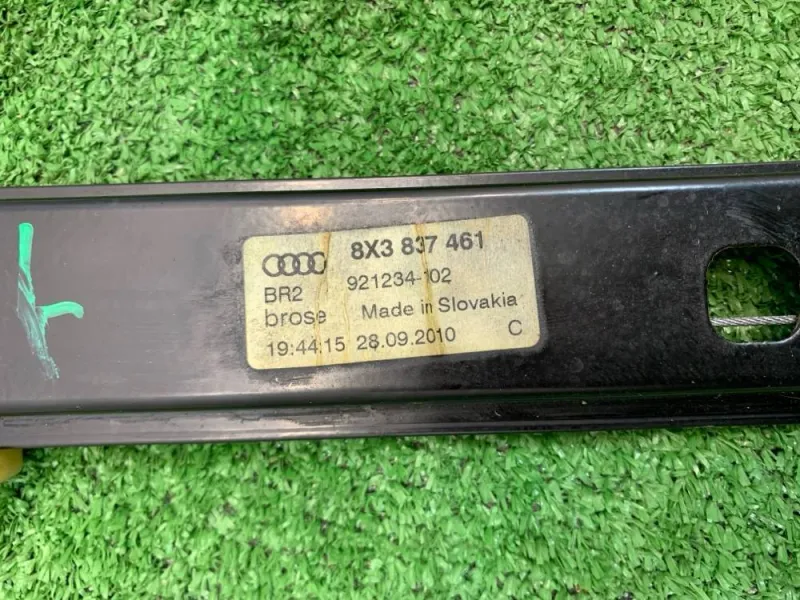 8X3 837 461
BR2 921234-102
brose Made in Slovakia
19:44:15 28.09.2010 C